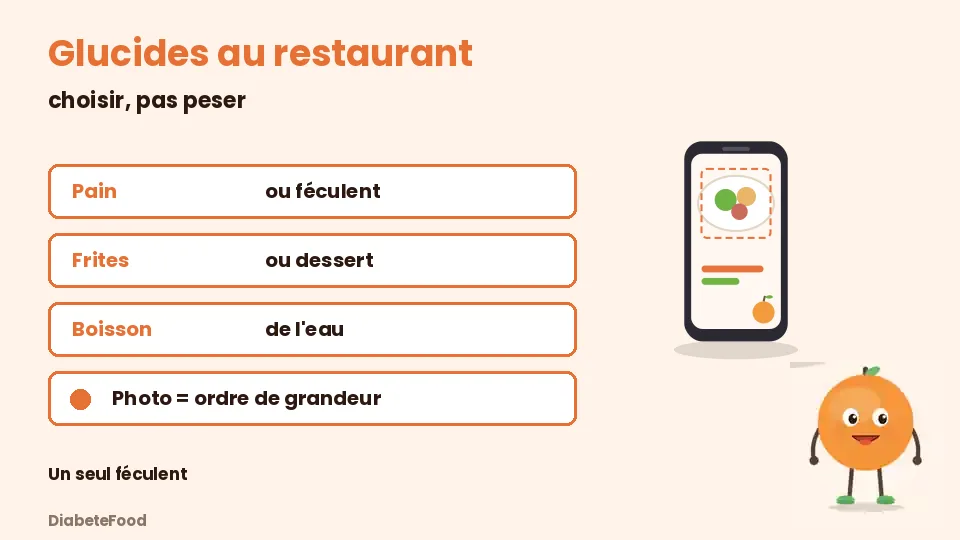 Glucides au restaurant
choisir, pas peser
Pain ou féculent
Frites ou dessert
Boisson de l'eau
Photo = ordre de grandeur
Un seul féculent
DiabeteFood